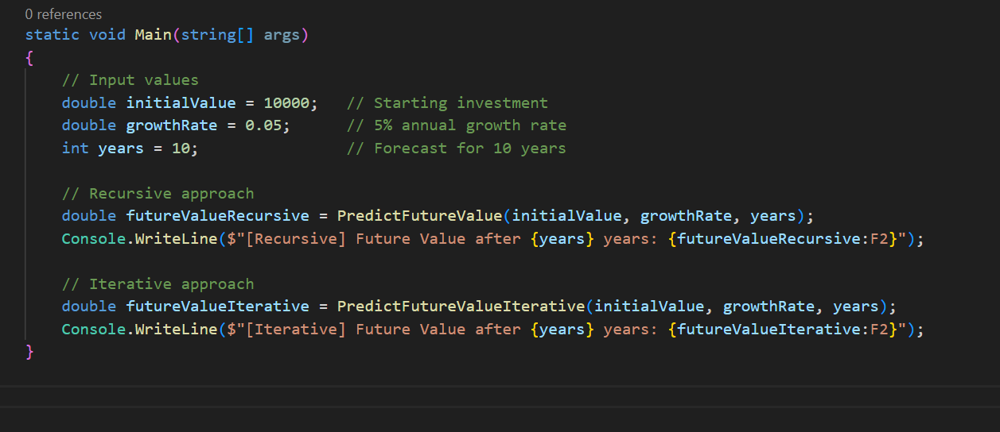 0 references
static void Main(string[] args)
{
// Input values
double initialValue = 10000; // Starting investment
double growthRate = 0.05; // 5% annual growth rate
int years = 10; // Forecast for 10 years
// Recursive approach
double futureValueRecursive = PredictFutureValue(initialValue, growthRate, years);
Console.WriteLine($"[Recursive] Future Value after {years} years: {futureValueRecursive:F2}");
// Iterative approach
double futureValueIterative = PredictFutureValueIterative(initialValue, growthRate, years);
Console.WriteLine($"[Iterative] Future Value after {years} years: {futureValueIterative:F2}");
}